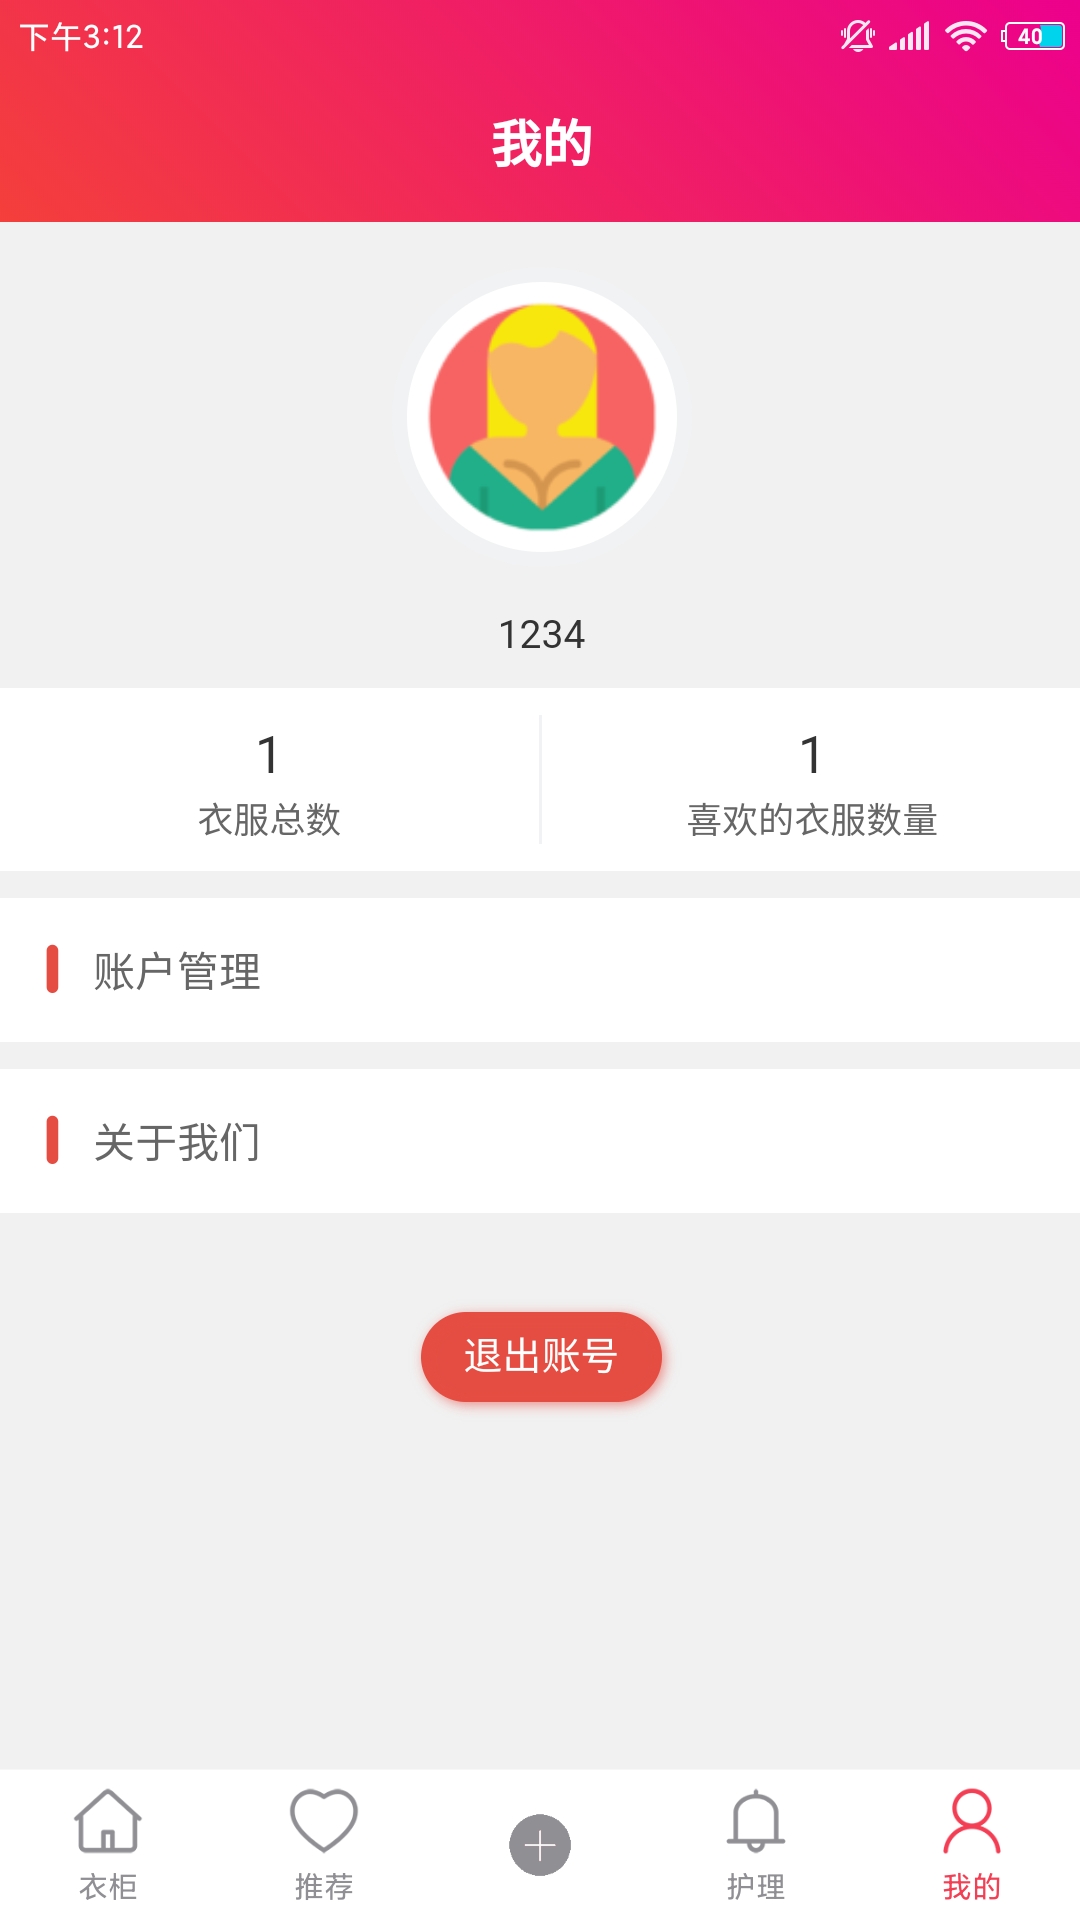 下午3:12
40
我的
1234
1
1
衣服总数
喜欢的衣服数量
账户管理
关于我们
退出账号
衣柜
推荐
护理
我的